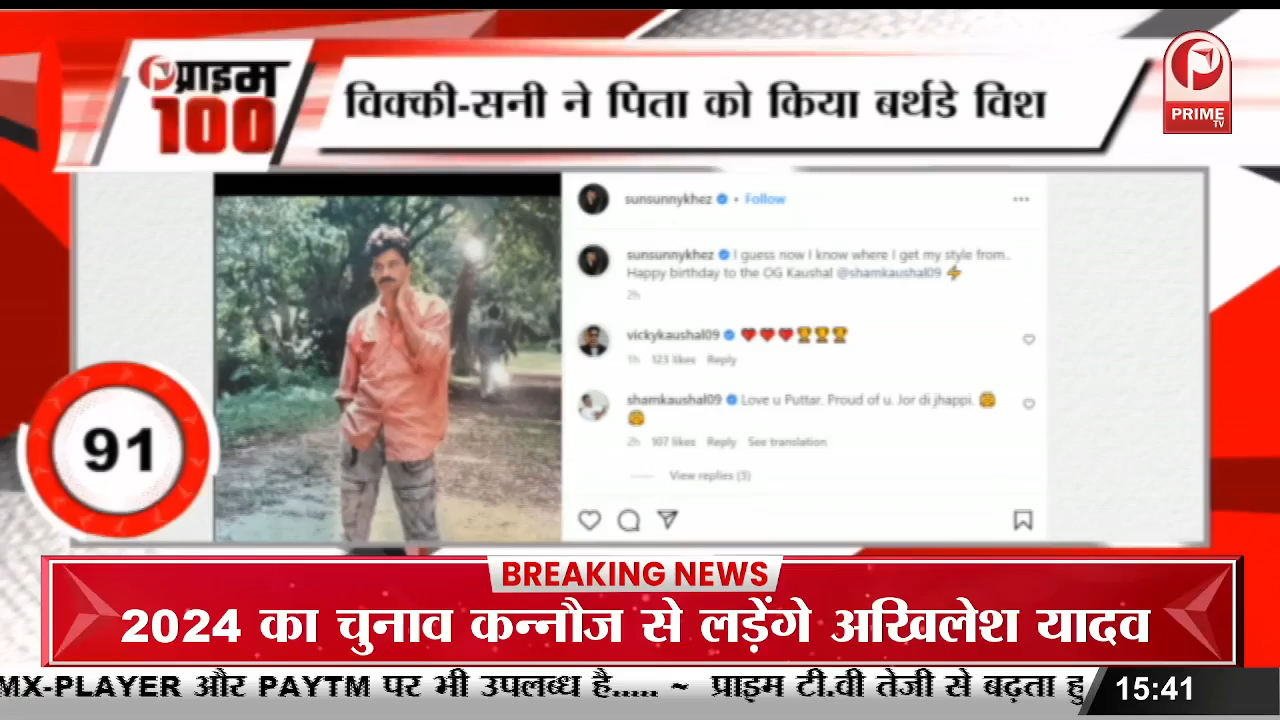 प्राइम
100
विक्की-सनी ने पिता को किया बर्थडे विश
PRIME
TV
sunsunnykhez • Follow
sunsunnykhez I guess now I know where I get my style from..
Happy birthday to the OG Kaushal @shamkaushal09 ⚡
2h
vickykaushal09 ❤️❤️❤️🏆🏆🏆
1h 123 likes Reply
shamkaushal09 Love u Puttar. Proud of u. Jor di jhappi. 🤗
🤗
2h 107 likes Reply See translation
View replies (3)
91
BREAKING NEWS
2024 का चुनाव कन्नौज से लड़ेंगे अखिलेश यादव
MX-PLAYER और PAYTM पर भी उपलब्ध है..... ~ प्राइम टी.वी तेजी से बढ़ता हु
15:41